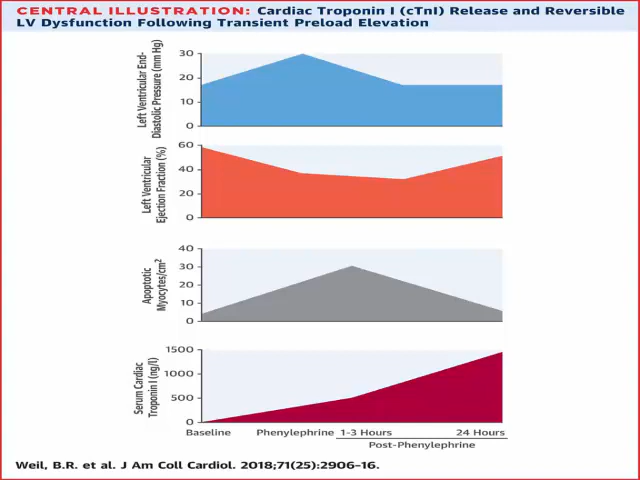 CENTRAL ILLUSTRATION: Cardiac Troponin I (cTnI) Release and Reversible
LV Dysfunction Following Transient Preload Elevation
Left Ventricular End-
Diastolic Pressure (mm Hg)
30
20
10
0
Left Ventricular
Ejection Fraction (%)
60
40
20
0
Apoptotic
Myocytes/cm²
40
30
20
10
0
Serum Cardiac
Troponin I (ng/l)
1500
1000
500
0
Baseline Phenylephrine 1-3 Hours 24 Hours
Post-Phenylephrine
Weil, B.R. et al. J Am Coll Cardiol. 2018;71(25):2906-16.